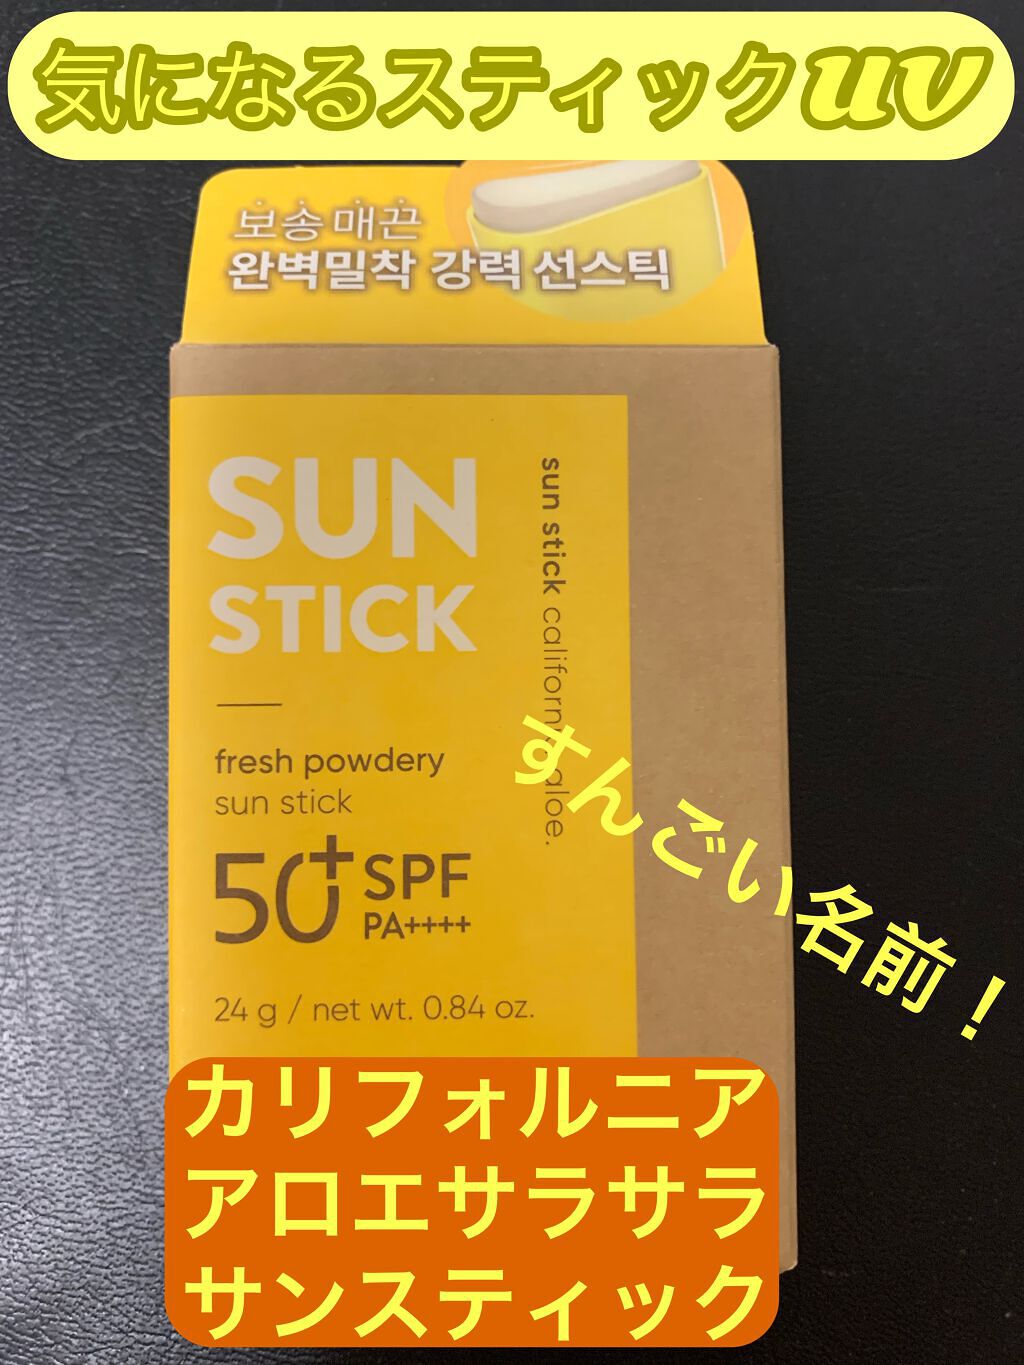 気になるスティックUV
보송매끈
완벽밀착 강력 선스틱
SUN
STICK
sun stick california aloe.
fresh powdery
sun stick
50+ SPF
PA++++
24 g / net wt. 0.84 oz.
すんごい名前！
カリフォルニア
アロエサラサラ
サンスティック